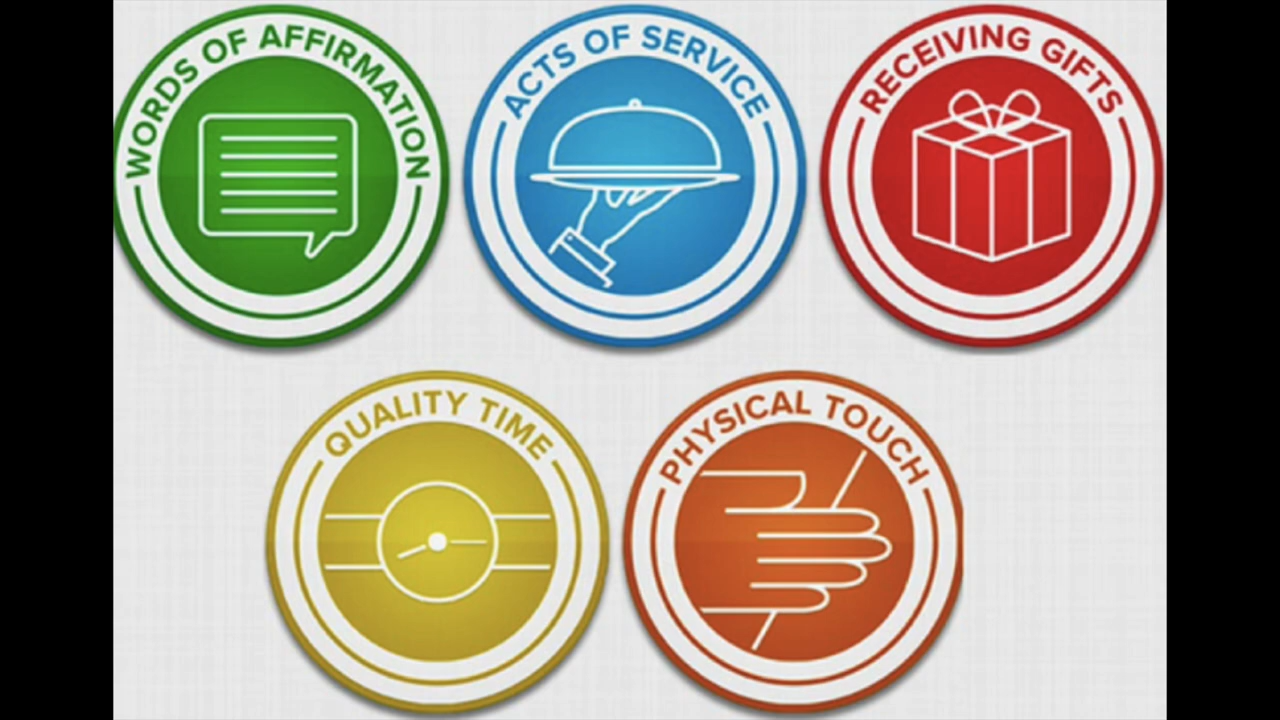 WORDS OF AFFIRMATION
ACTS OF SERVICE
RECEIVING GIFTS
QUALITY TIME
PHYSICAL TOUCH